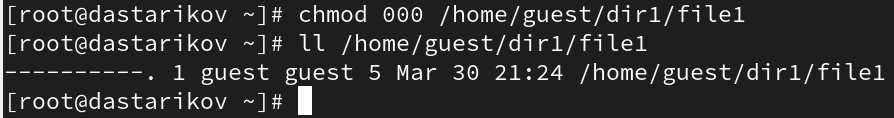 [root@dastarikov ~]# chmod 000 /home/guest/dir1/file1
[root@dastarikov ~]# ll /home/guest/dir1/file1
----------. 1 guest guest 5 Mar 30 21:24 /home/guest/dir1/file1
[root@dastarikov ~]#